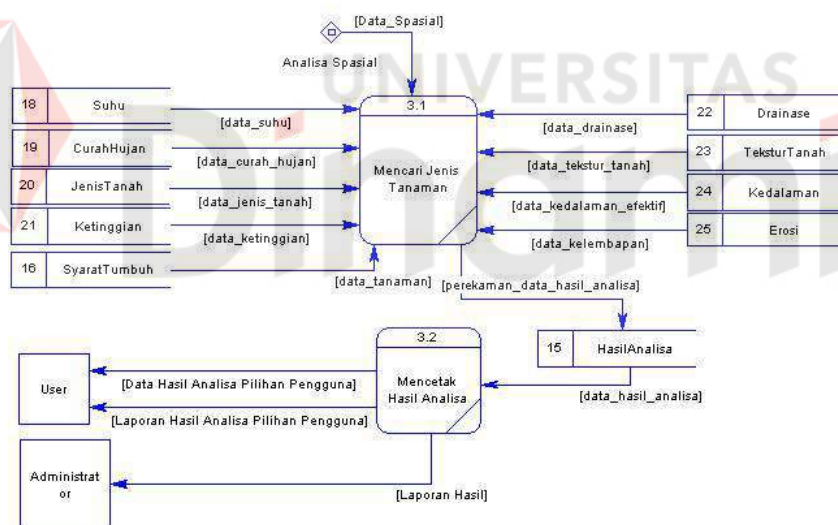 [Data_Spasial]
Analisa Spasial
UNIVERSITAS
Dinami
18 Suhu
[data_suhu]
19 CurahHujan
[data_curah_hujan]
20 JenisTanah
[data_jenis_tanah]
21 Ketinggian
[data_ketinggian]
16 SyaratTumbuh
[data_tanaman]
3.1
Mencari Jenis
Tanaman
22 Drainase
[data_drainase]
23 TeksturTanah
[data_tekstur_tanah]
24 Kedalaman
[data_kedalaman_efektif]
25 Erosi
[data_kelembapan]
[perekaman_data_hasil_analisa]
15 HasilAnalisa
[data_hasil_analisa]
3.2
Mencetak
Hasil Analisa
User
[Data Hasil Analisa Pilihan Pengguna]
[Laporan Hasil Analisa Pilihan Pengguna]
Administrat
or
[Laporan Hasil]